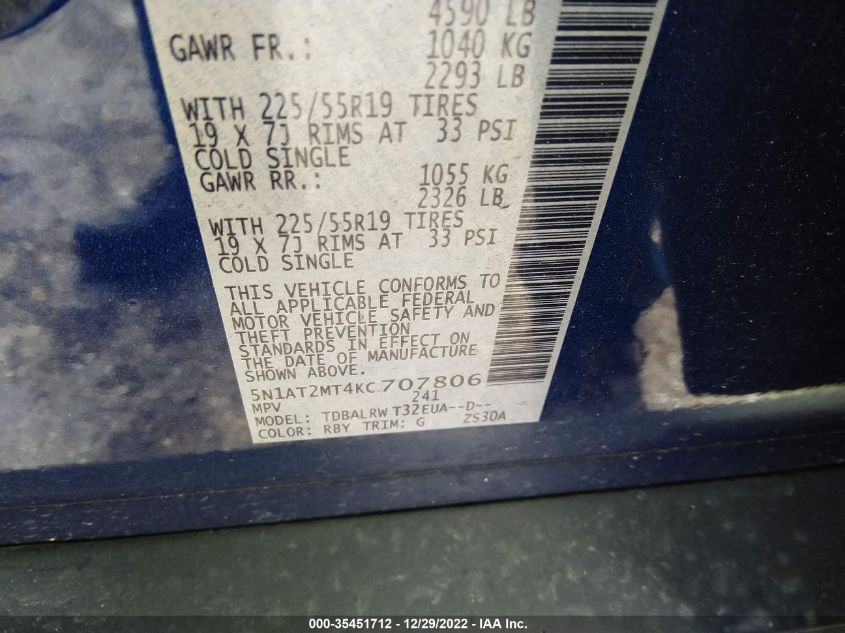 4590 LB
GAWR FR.: 1040 KG
2293 LB
WITH 225/55R19 TIRES
19 X 7J RIMS AT 33 PSI
COLD SINGLE
GAWR RR.: 1055 KG
2326 LB
WITH 225/55R19 TIRES
19 X 7J RIMS AT 33 PSI
COLD SINGLE
THIS VEHICLE CONFORMS TO
ALL APPLICABLE FEDERAL
MOTOR VEHICLE SAFETY AND
THEFT PREVENTION
STANDARDS IN EFFECT ON
THE DATE OF MANUFACTURE
SHOWN ABOVE.
5N1AT2MT4KC707806
MPV 241
MODEL: TDBALRW T32EUA--D--
COLOR: RBY TRIM: G ZS30A
000-35451712 - 12/29/2022 - IAA Inc.